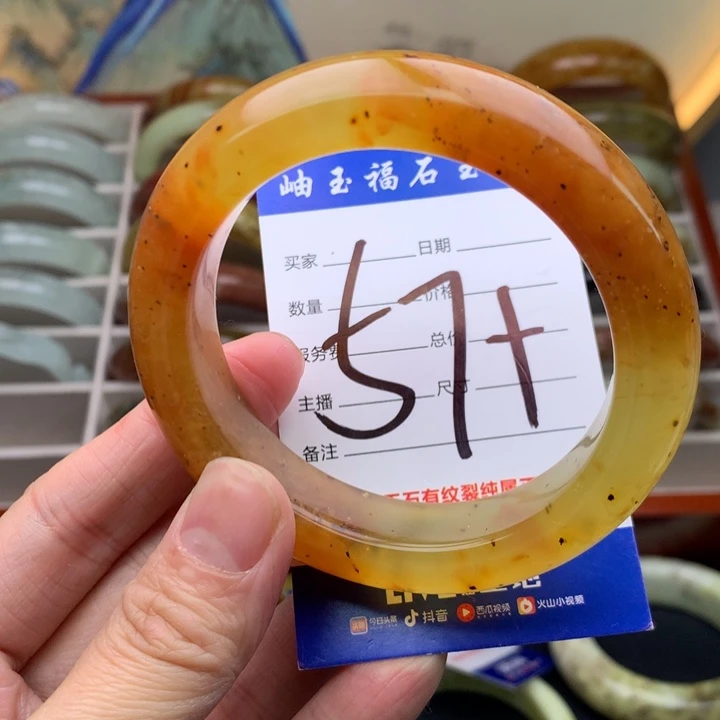 岫玉福石
买家 日期
数量 价格
服务费 总价
主播 尺寸
备注
57+
石有纹裂纯属
LIVE
今日头条 抖音 西瓜视频 火山小视频